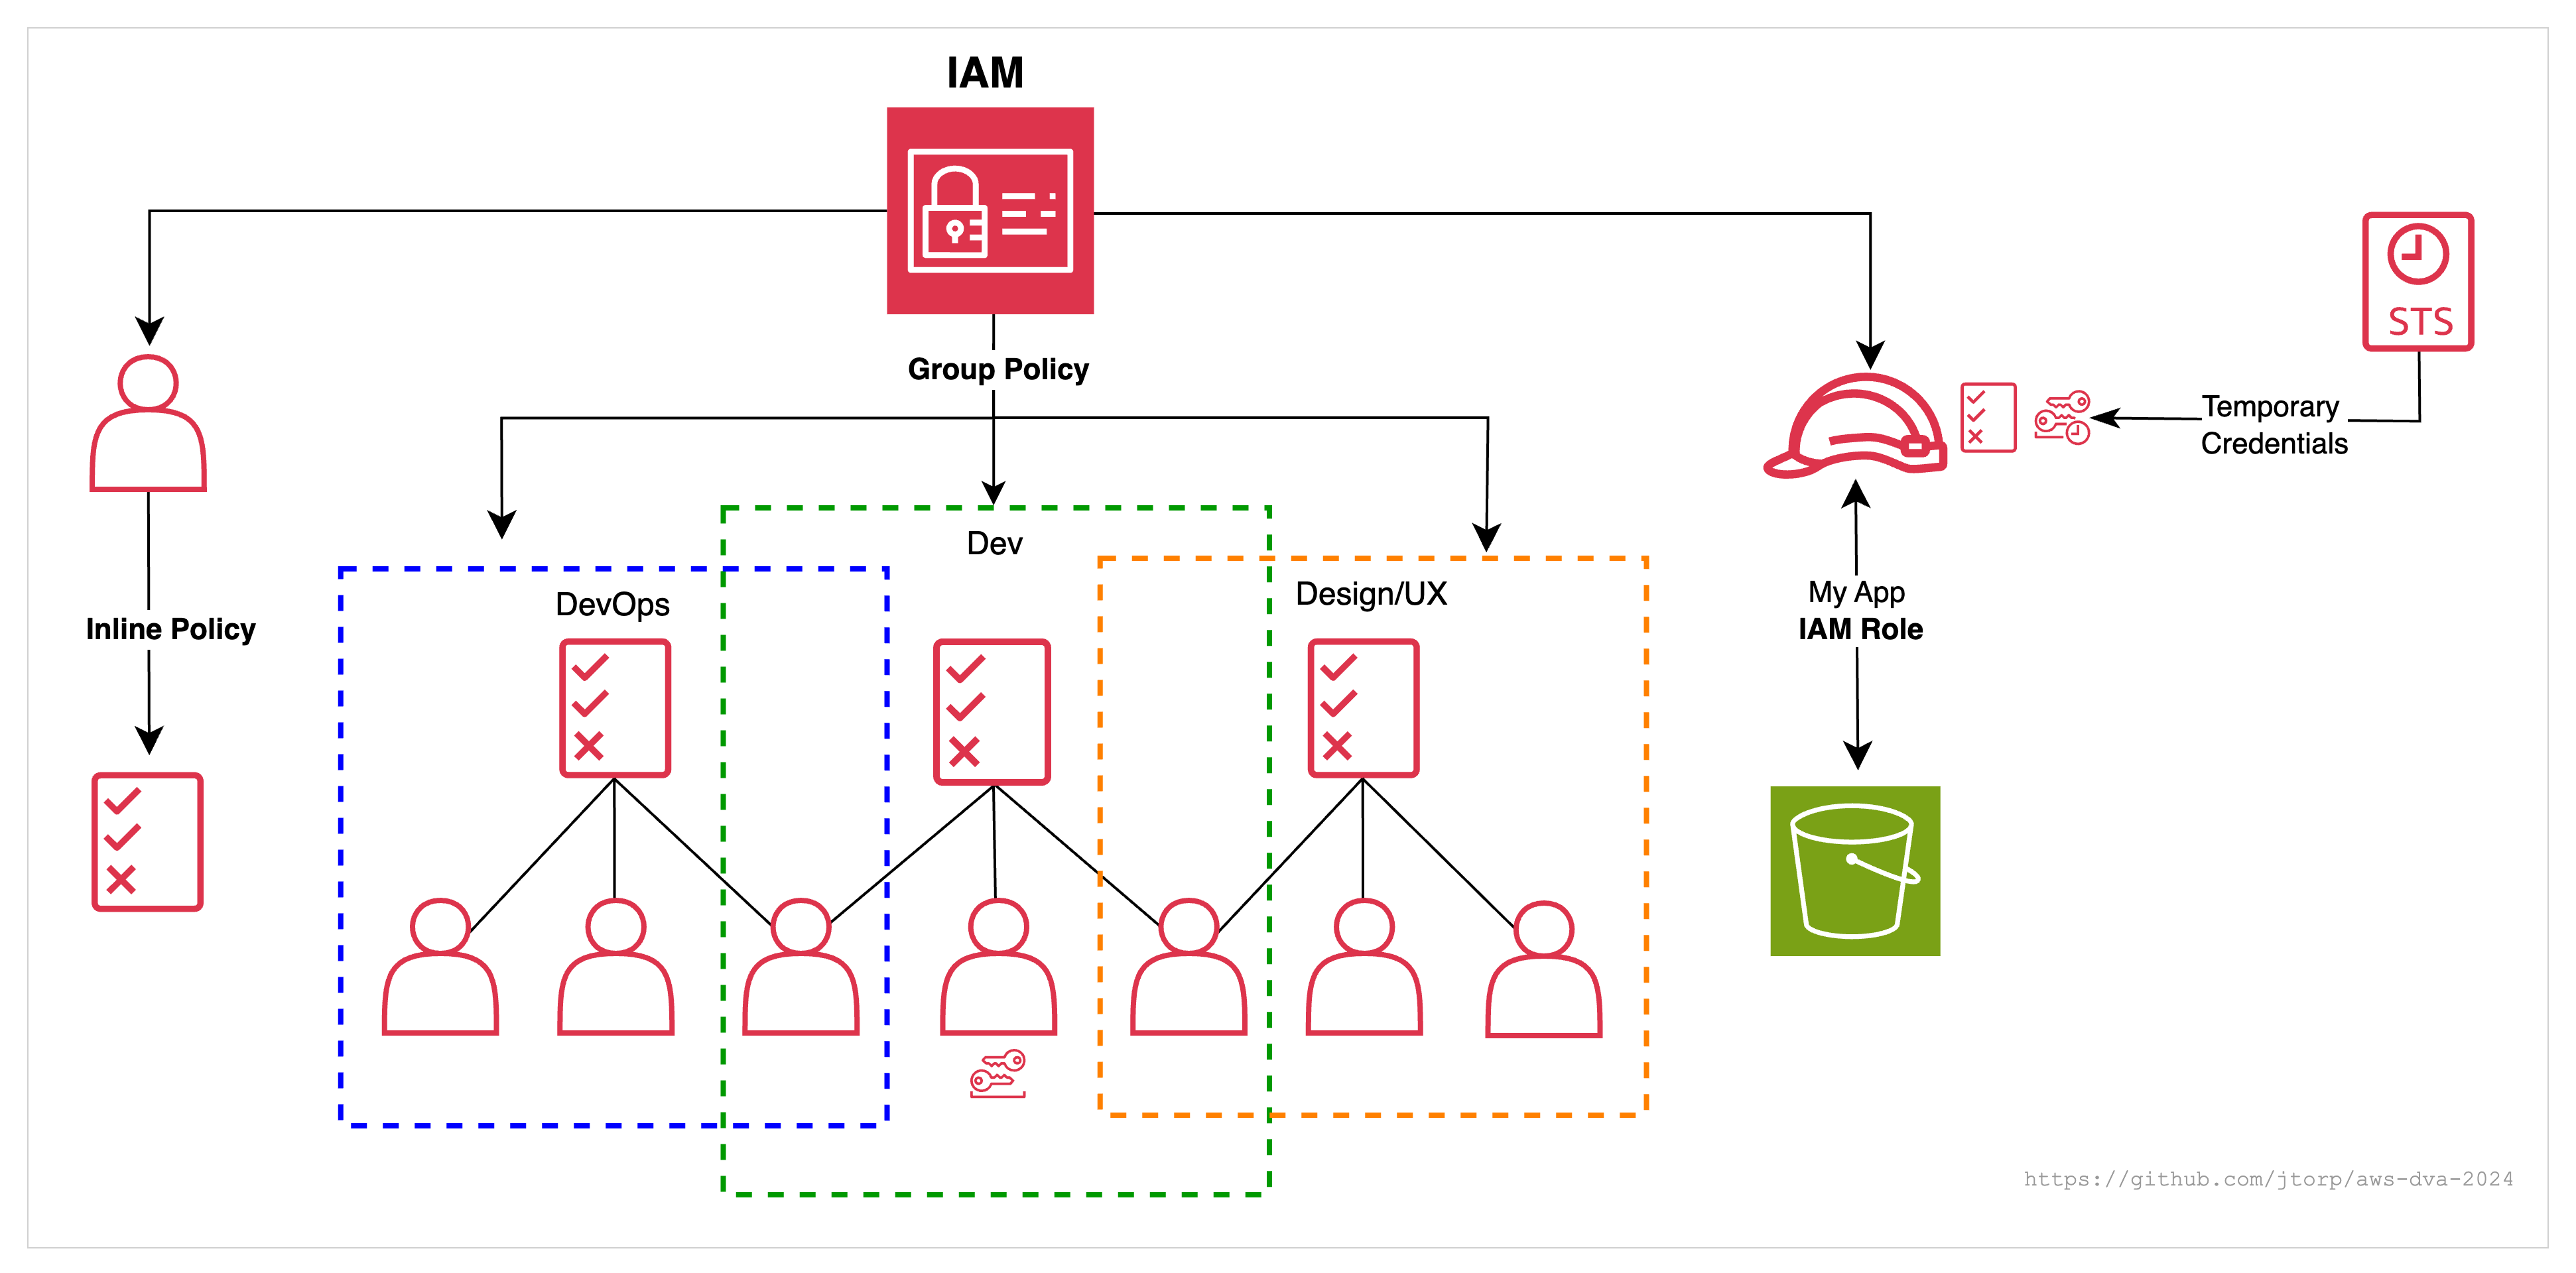 IAM
STS
Group Policy
Temporary
Credentials
Dev
DevOps
Design/UX
My App
IAM Role
Inline Policy
https://github.com/jtorp/aws-dva-2024